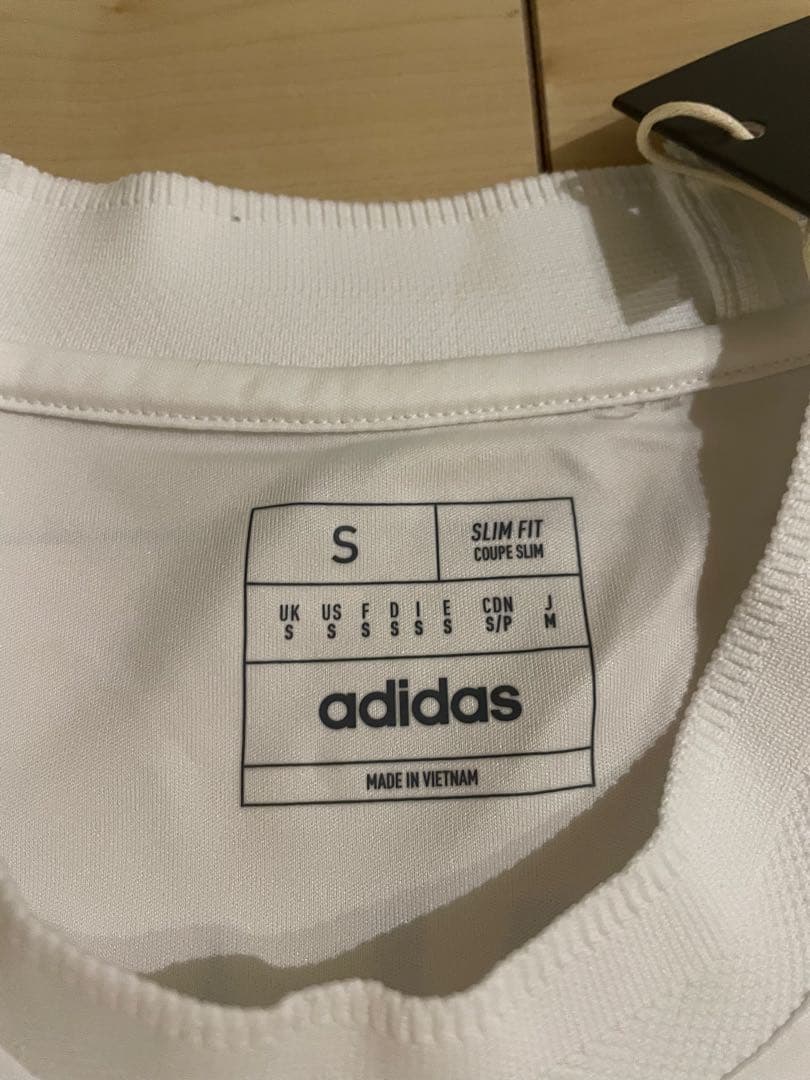 S
SLIM FIT
COUPE SLIM
UK US F D I E CDN J
S S S S S S S/P M
adidas
MADE IN VIETNAM